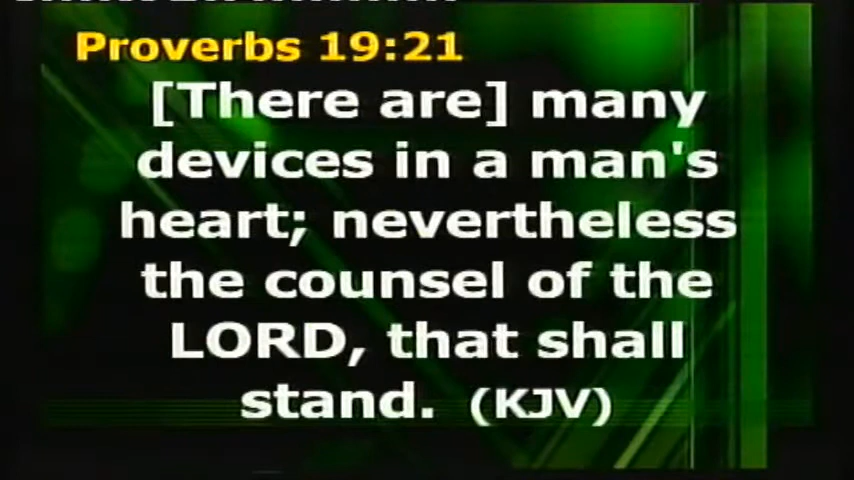 Proverbs 19:21
[There are] many
devices in a man's
heart; nevertheless
the counsel of the
LORD, that shall
stand. (KJV)